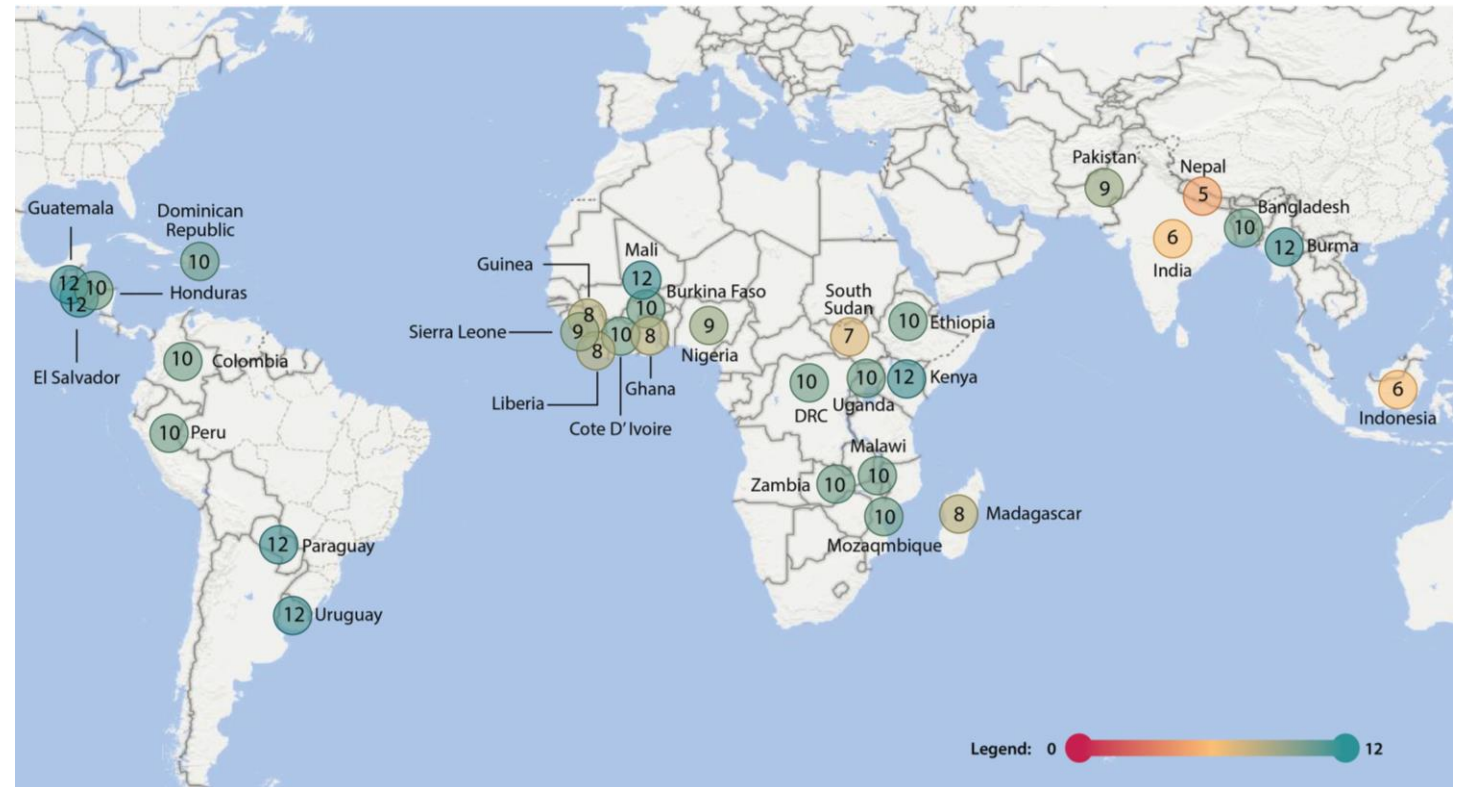 Pakistan
9
Nepal
5
Guatemala
Dominican
Republic
Bangladesh
10
6
12
Burma
India
Mali
12
Guinea
10
12
10
Honduras
12
Burkina Faso
10
South
Sudan
8
Sierra Leone
9
10
8
9
7
10
Ethiopia
8
Nigeria
10
Colombia
El Salvador
Ghana
10
DRC
10
Uganda
12
Kenya
6
Indonesia
Liberia
Cote D'Ivoire
10
Peru
Malawi
Zambia
10
10
10
Mozaqmbique
8
Madagascar
12
Paraguay
12
Uruguay
Legend: 0
12